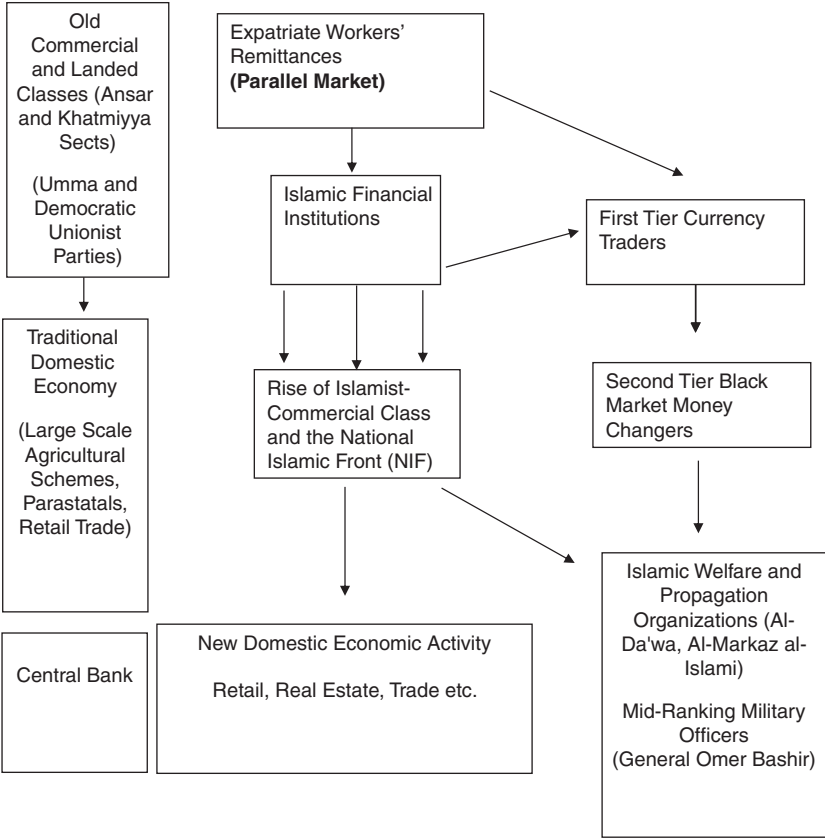 Old
Commercial
and Landed
Classes (Ansar
and Khatmiyya
Sects)
(Umma and
Democratic
Unionist
Parties)
Traditional
Domestic
Economy
(Large Scale
Agricultural
Schemes,
Parastatals,
Retail Trade)
Central Bank
Expatriate Workers'
Remittances
(Parallel Market)
Islamic Financial
Institutions
Rise of Islamist-
Commercial Class
and the National
Islamic Front (NIF)
New Domestic Economic Activity
Retail, Real Estate, Trade etc.
First Tier Currency
Traders
Second Tier Black
Market Money
Changers
Islamic Welfare and
Propagation
Organizations (Al-
Da'wa, Al-Markaz al-
Islami)
Mid-Ranking Military
Officers
(General Omer Bashir)